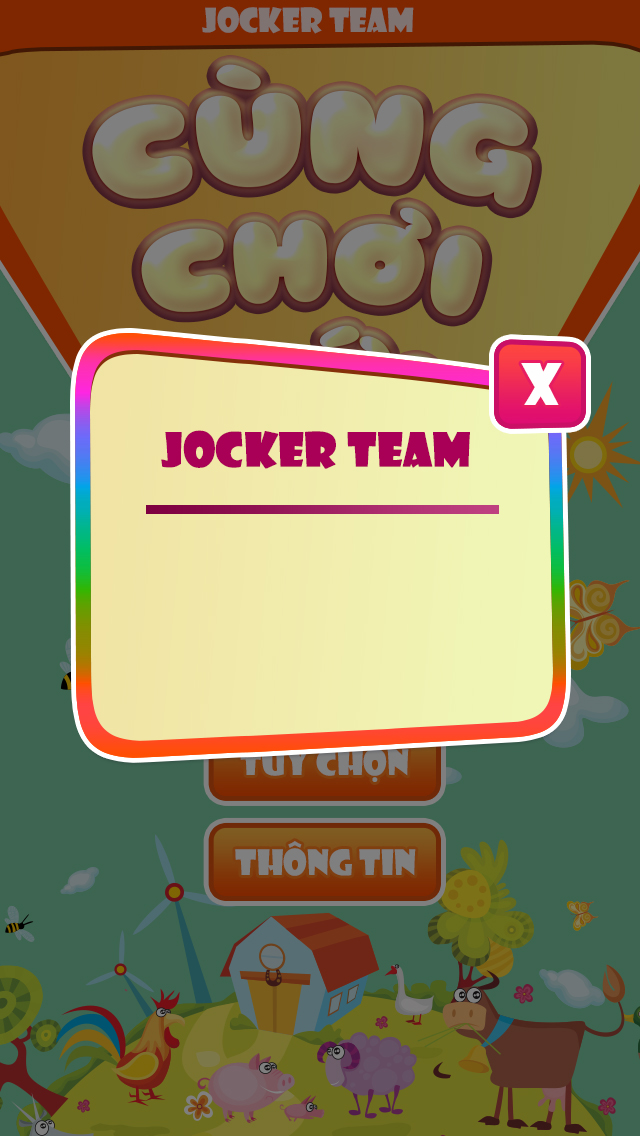 JOCKER TEAM
CÙNG
CHƠI
X
JOCKER TEAM
TÙY CHỌN
THÔNG TIN